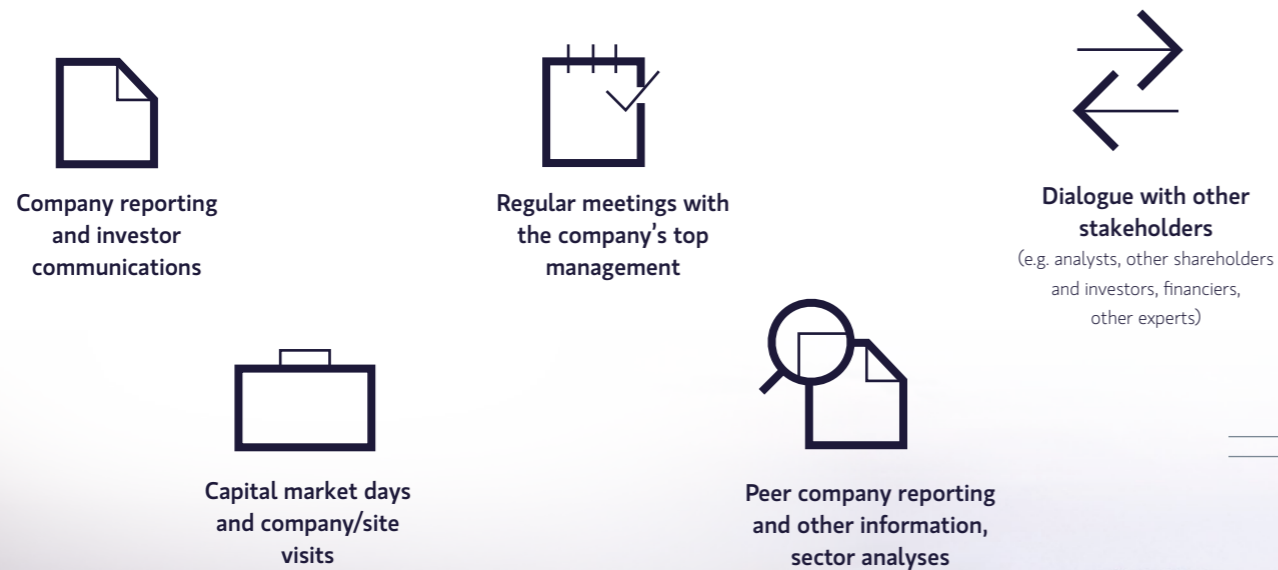 Company reporting
and investor
communications
Regular meetings with
the company’s top
management
Dialogue with other
stakeholders
(e.g. analysts, other shareholders
and investors, financiers,
other experts)
Capital market days
and company/site
visits
Peer company reporting
and other information,
sector analyses